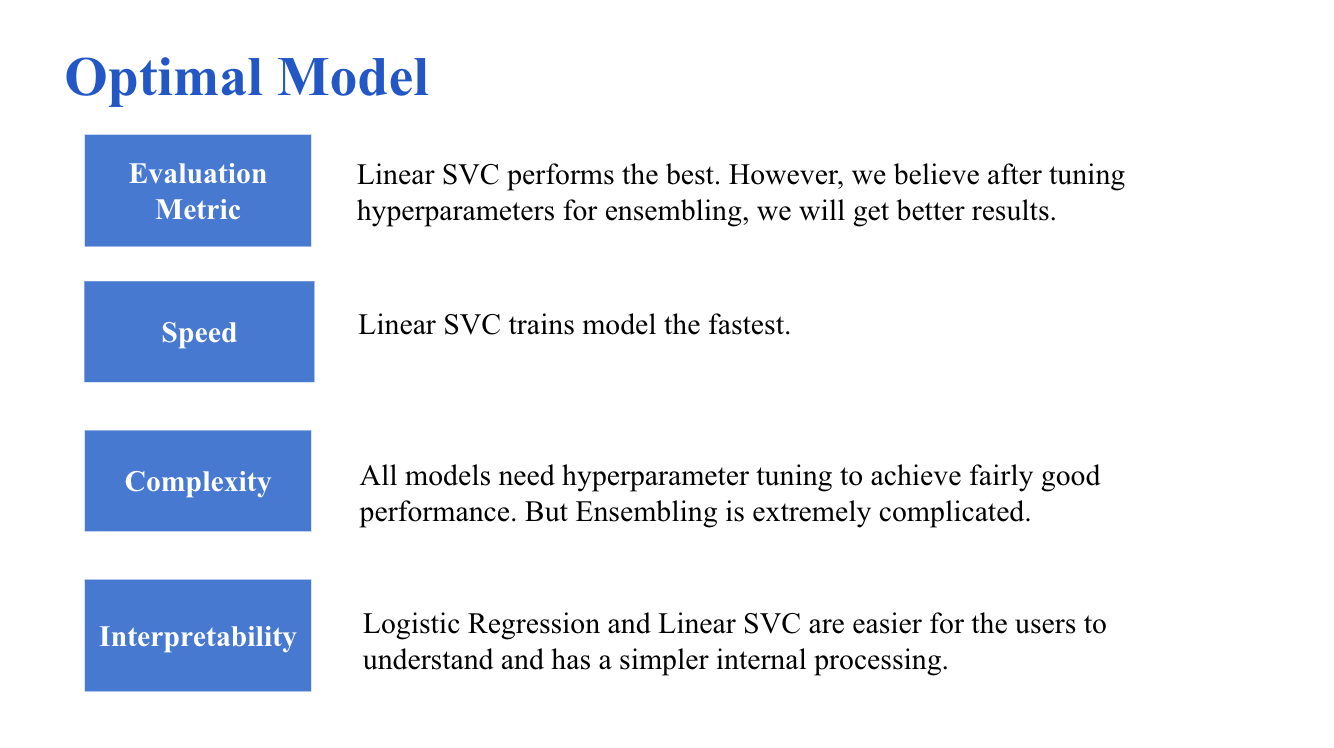 Optimal Model
Evaluation
Metric
Linear SVC performs the best. However, we believe after tuning
hyperparameters for ensembling, we will get better results.
Speed
Linear SVC trains model the fastest.
Complexity
All models need hyperparameter tuning to achieve fairly good
performance. But Ensembling is extremely complicated.
Interpretability
Logistic Regression and Linear SVC are easier for the users to
understand and has a simpler internal processing.